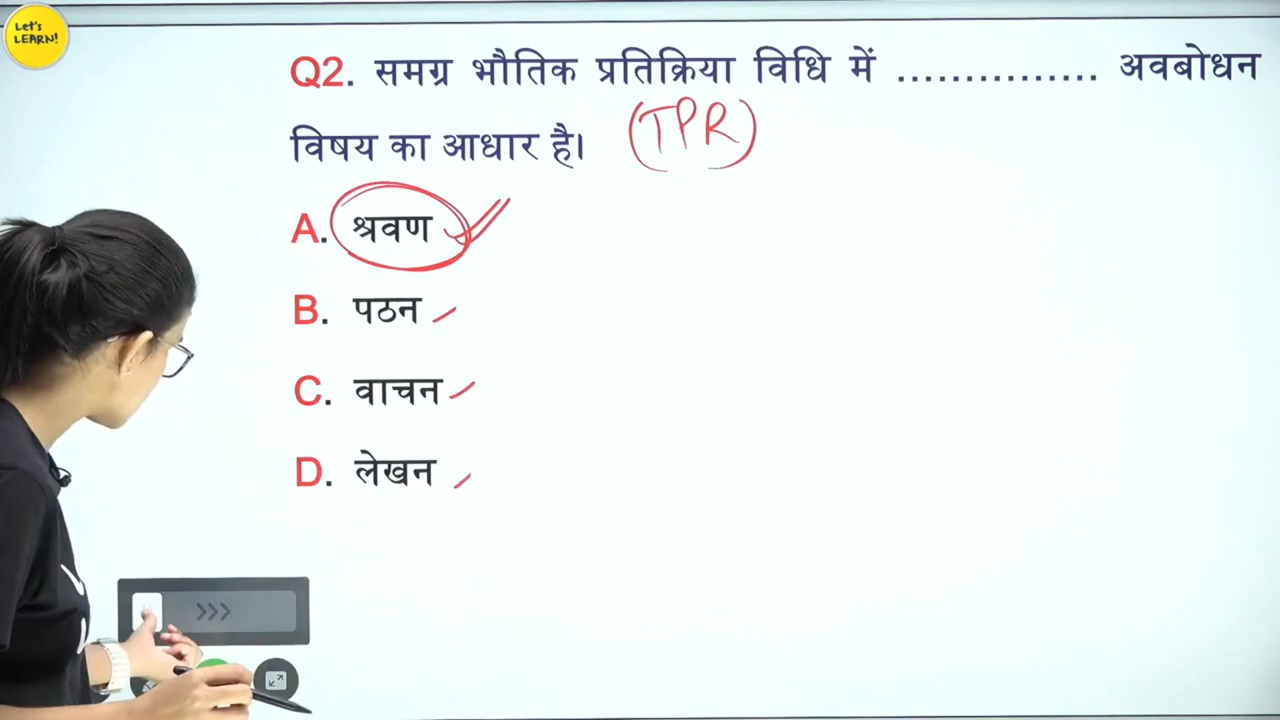 Let's
LEARN!
Q2. समग्र भौतिक प्रतिक्रिया विधि में ............... अवबोधन
विषय का आधार है। (TPR)
A. श्रवण
B. पठन
C. वाचन
D. लेखन